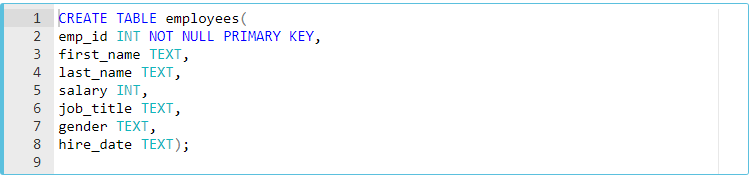 1 CREATE TABLE employees(
2 emp_id INT NOT NULL PRIMARY KEY,
3 first_name TEXT,
4 last_name TEXT,
5 salary INT,
6 job_title TEXT,
7 gender TEXT,
8 hire_date TEXT);
9